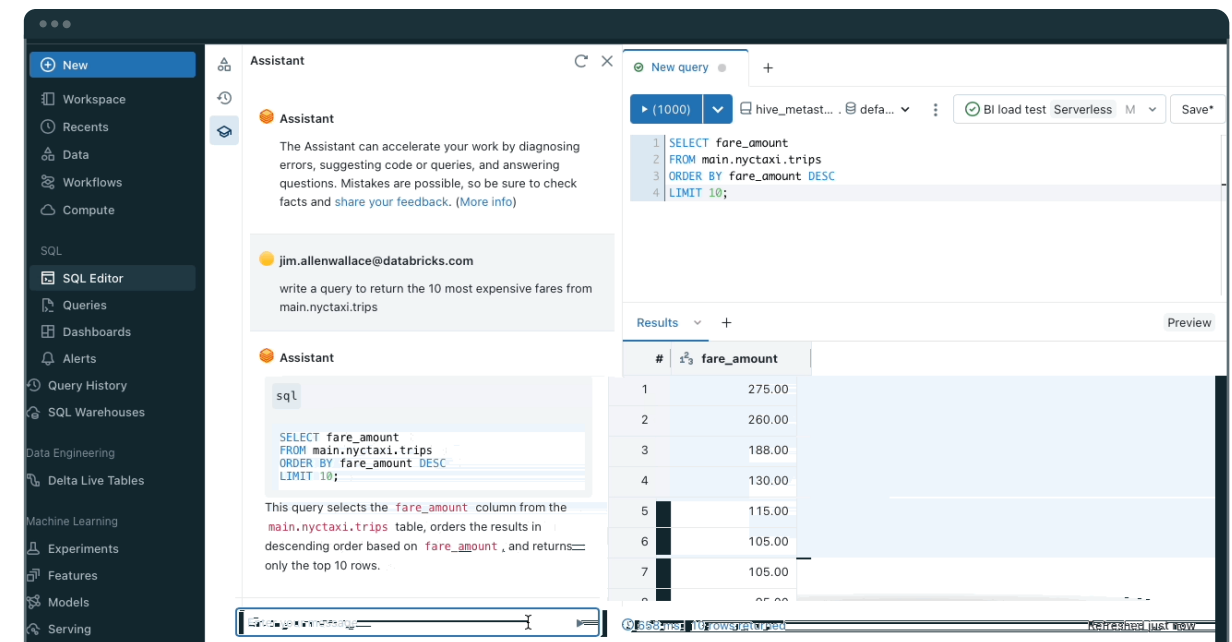 New
Workspace
Recents
Data
Workflows
Compute
SQL
SQL Editor
Queries
Dashboards
Alerts
Query History
SQL Warehouses
Data Engineering
Delta Live Tables
Machine Learning
Experiments
Features
Models
Serving
Assistant
Assistant
The Assistant can accelerate your work by diagnosing
errors, suggesting code or queries, and answering
questions. Mistakes are possible, so be sure to check
facts and share your feedback. (More info)
jim.allenwallace@databricks.com
write a query to return the 10 most expensive fares from
main.nyctaxi.trips
Assistant
sql
SELECT fare_amount
FROM main.nyctaxi.trips
ORDER BY fare_amount DESC
LIMIT 10;
This query selects the fare_amount column from the
main.nyctaxi.trips table, orders the results in
descending order based on fare_amount , and returns
only the top 10 rows.
New query
(1000) hive_metast... . defa... BI load test Serverless M Save*
1 SELECT fare_amount
2 FROM main.nyctaxi.trips
3 ORDER BY fare_amount DESC
4 LIMIT 10;
Results Preview
# fare_amount
1 275.00
2 260.00
3 188.00
4 130.00
5 115.00
6 105.00
7 105.00
rows returned Refreshed just now